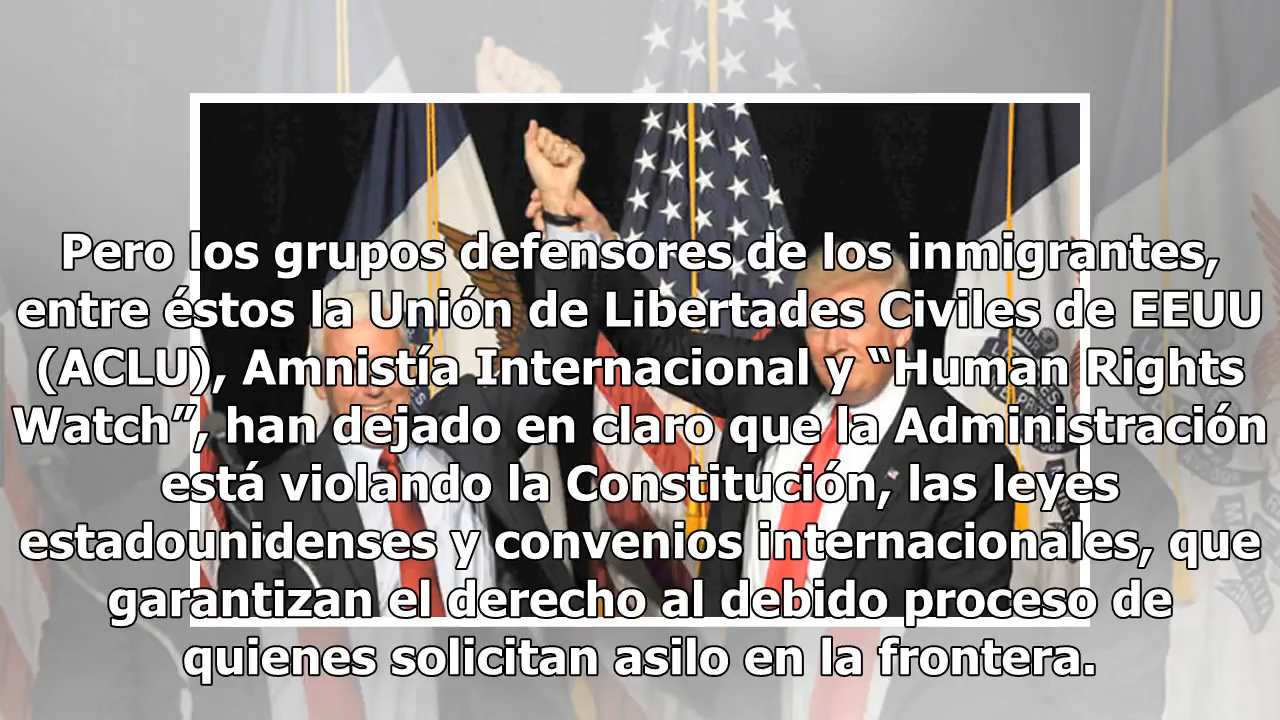 Pero los grupos defensores de los inmigrantes,
entre éstos la Unión de Libertades Civiles de EEUU
(ACLU), Amnistía Internacional y “Human Rights
Watch”, han dejado en claro que la Administración
está violando la Constitución, las leyes
estadounidenses y convenios internacionales, que
garantizan el derecho al debido proceso de
quienes solicitan asilo en la frontera.